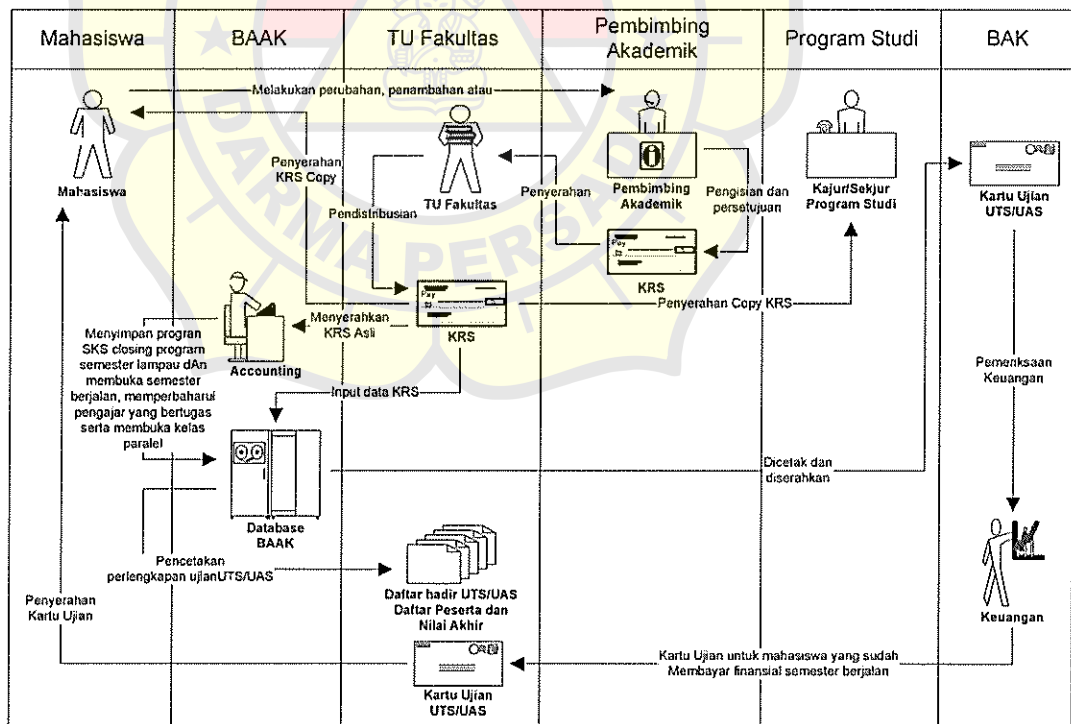 Mahasiswa
BAAK
TU Fakultas
Pembimbing
Akademik
Program Studi
BAK
Melakukan perubahan, panambahan atau
Mahasiswa
Penyerahan
KRS Copy
Pendistribusian
TU Fakultas
Penyerahan
Pembimbing
Akademik
Pengisian dan
persetujuan
Kajur/Sekjur
Program Studi
Kartu Ujian
UTS/UAS
Pay
KRS
Pay
KRS
Penyerahan Copy KRS
Menyerahkan
KRS Asli
Accounting
Menyimpan progran
SKS closing program
semester lampau dAn
membuka semester
berjalan, memperbaharui
pengajar yang bertugas
serta membuka kelas
paralel
Input data KRS
Pemeriksaan
Keuangan
Database
BAAK
Dicetak dan
diserahkan
Pencetakan
perlengkapan ujianUTS/UAS
Daftar hadir UTS/UAS
Daftar Peserta dan
Nilai Akhir
Keuangan
Penyerahan
Kartu Ujian
Kartu Ujian untuk mahasiswa yang sudah
Membayar finansial semester berjalan
Kartu Ujian
UTS/UAS
DARMA PERSADA